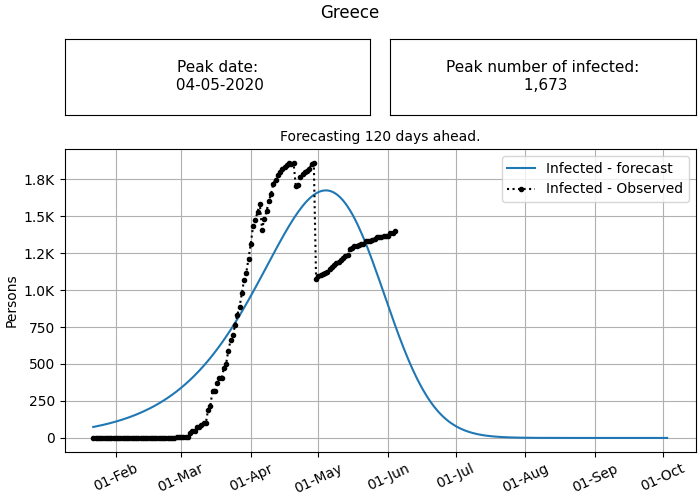 Greece
Peak date:
04-05-2020
Peak number of infected:
1,673
Forecasting 120 days ahead.
Infected - forecast
Infected - Observed
Persons
1.8K
1.5K
1.2K
1.0K
750
500
250
0
01-Feb
01-Mar
01-Apr
01-May
01-Jun
01-Jul
01-Aug
01-Sep
01-Oct